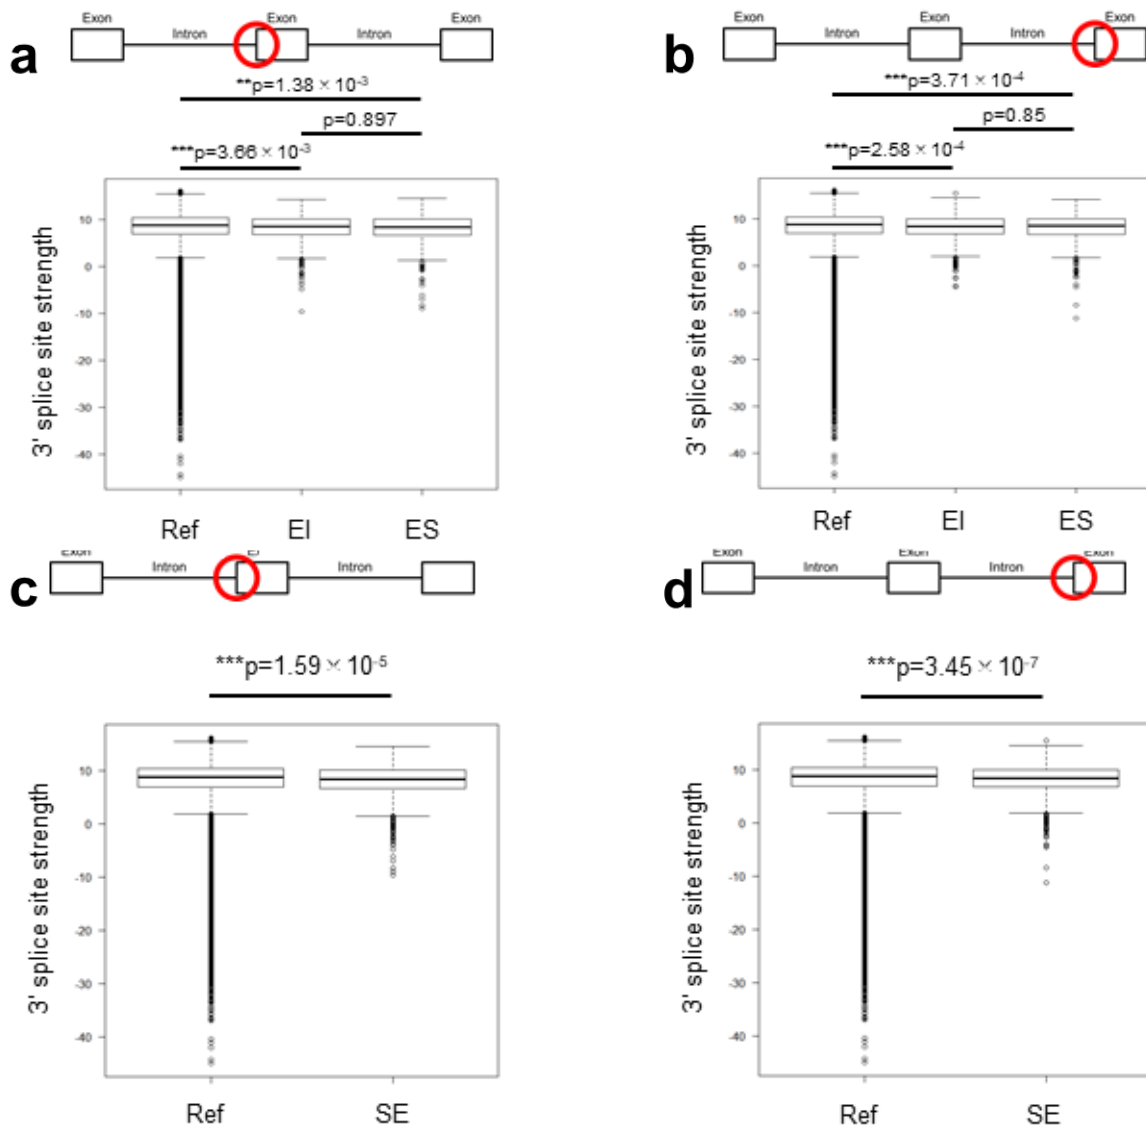 a
Exon Exon Exon
Intron Intron
**p=1.38 × 10-3
p=0.897
***p=3.66 × 10-3
3' splice site strength
10
0
-10
-20
-30
-40
Ref EI ES
b
Exon Exon Exon
Intron Intron
***p=3.71 × 10-4
p=0.85
***p=2.58 × 10-4
3' splice site strength
10
0
-10
-20
-30
-40
Ref EI ES
c
Exon
Intron Intron
***p=1.59 × 10-5
3' splice site strength
10
0
-10
-20
-30
-40
Ref SE
d
Exon Exon Exon
Intron Intron
***p=3.45 × 10-7
3' splice site strength
10
0
-10
-20
-30
-40
Ref SE